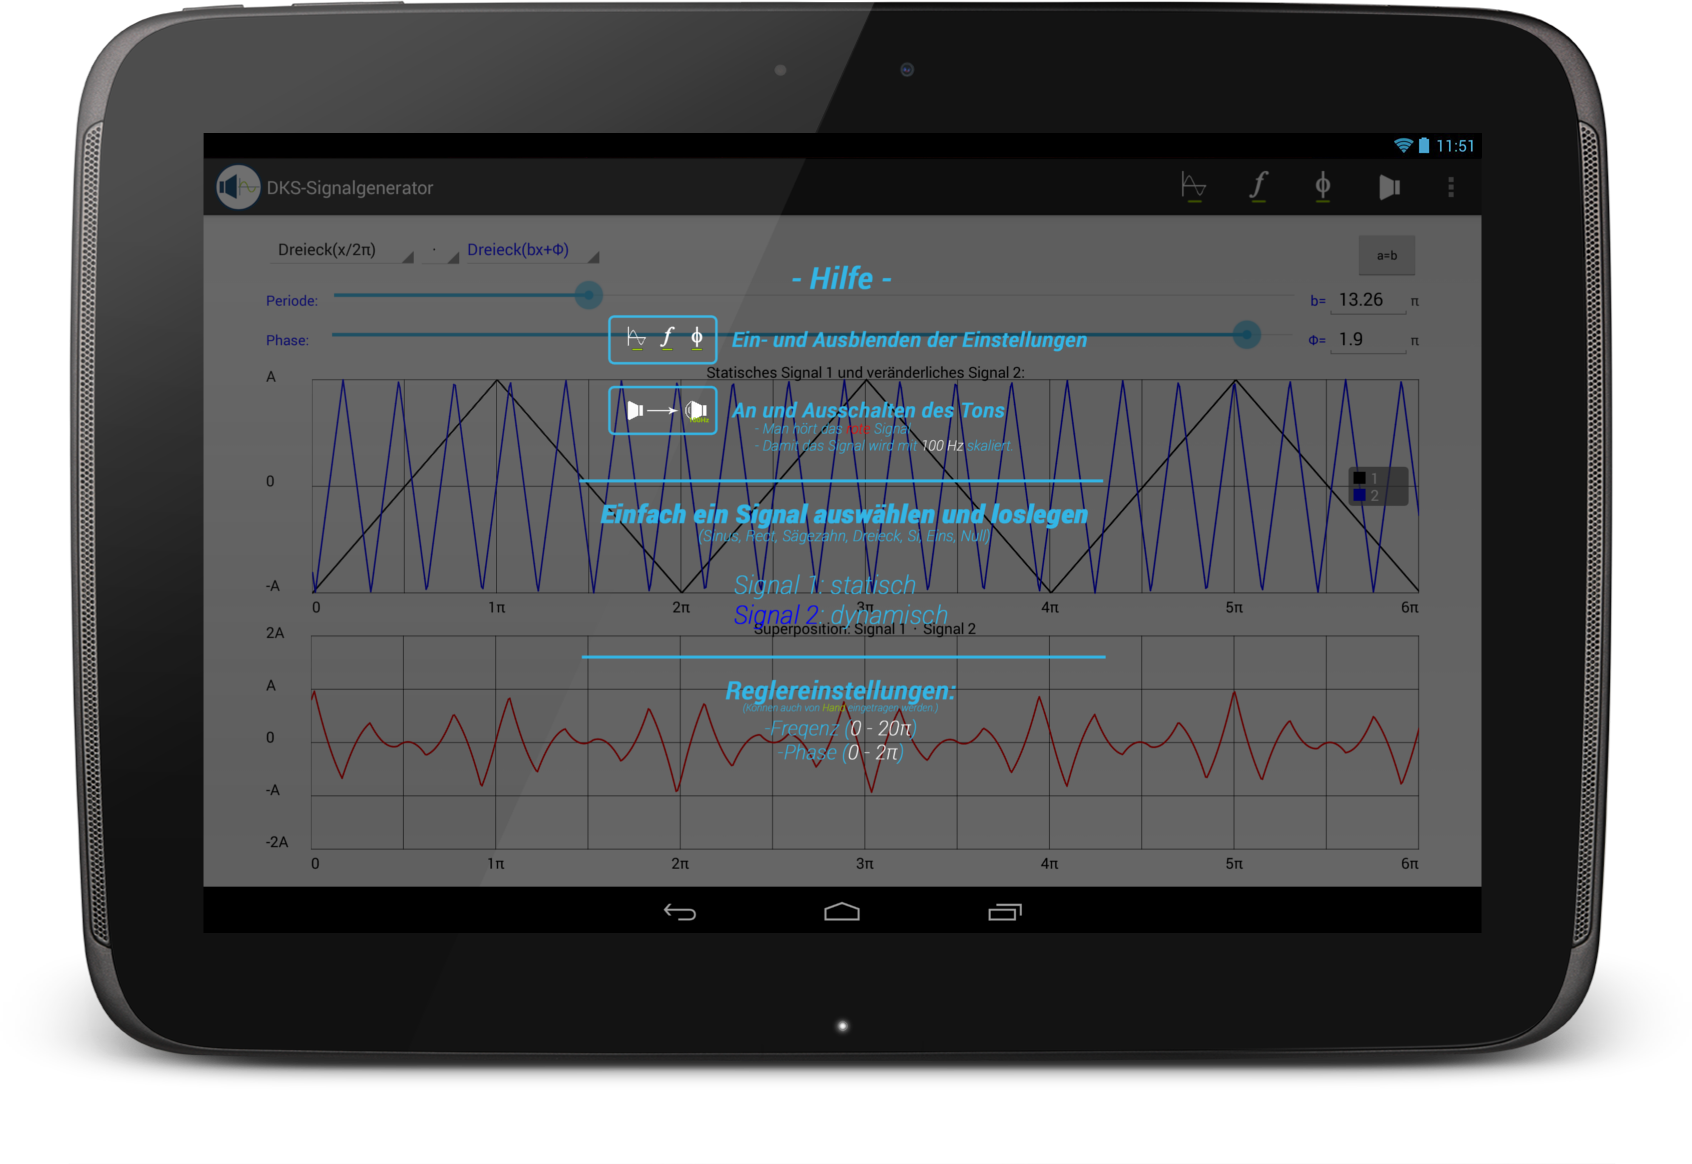 11:51
DKS-Signalgenerator
f ϕ
Dreieck(x/2π) · Dreieck(bx+Φ) a=b
- Hilfe -
Periode: b= 13.26 π
f ϕ Ein- und Ausblenden der Einstellungen
Phase: Φ= 1.9 π
Statisches Signal 1 und veränderliches Signal 2:
A
An und Ausschalten des Tons
100Hz
- Man hört das rote Signal
- Damit das Signal wird mit 100 Hz skaliert.
0
1
2
Einfach ein Signal auswählen und loslegen
(Sinus, Rect, Sägezahn, Dreieck, Si, Eins, Null)
-A
Signal 1: statisch
0 1π 2π 3π 4π 5π 6π
Signal 2: dynamisch
Superposition: Signal 1 · Signal 2
2A
A
Reglereinstellungen:
(Können auch von Hand eingetragen werden.)
-Freqenz (0 - 20π)
0
-Phase (0 - 2π)
-A
-2A
0 1π 2π 3π 4π 5π 6π